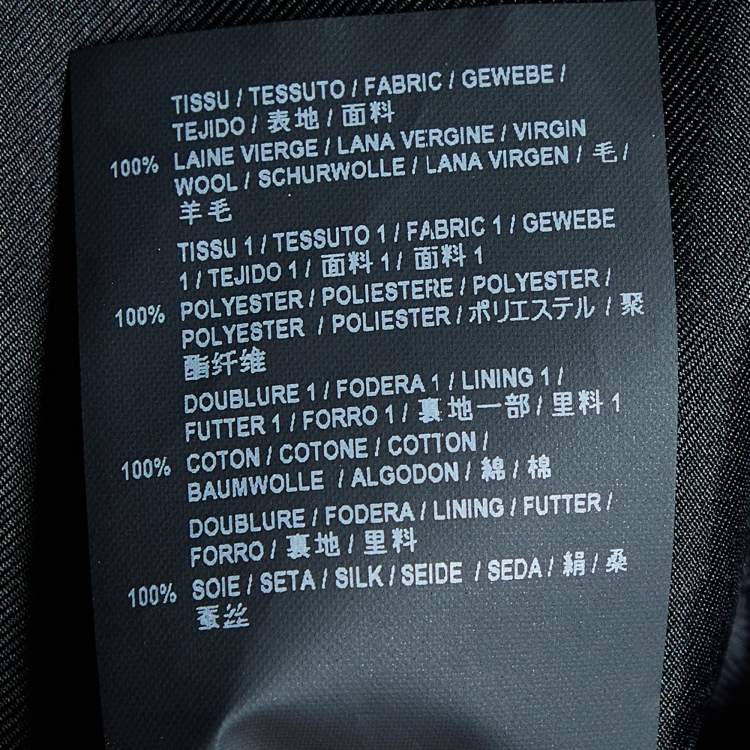 TISSU / TESSUTO / FABRIC / GEWEBE /
TEJIDO / 表地 / 面料
100% LAINE VIERGE / LANA VERGINE / VIRGIN
WOOL / SCHURWOLLE / LANA VIRGEN / 毛 /
羊毛
TISSU 1 / TESSUTO 1 / FABRIC 1 / GEWEBE
1 / TEJIDO 1 / 面料 1 / 面料 1
100% POLYESTER / POLIESTERE / POLYESTER /
POLYESTER / POLIESTER / ポリエステル / 聚
酯纤维
DOUBLURE 1 / FODERA 1 / LINING 1 /
FUTTER 1 / FORRO 1 / 裏地一部 / 里料 1
100% COTON / COTONE / COTTON /
BAUMWOLLE / ALGODON / 綿 / 棉
DOUBLURE / FODERA / LINING / FUTTER /
FORRO / 裏地 / 里料
100% SOIE / SETA / SILK / SEIDE / SEDA / 絹 / 桑
蚕丝